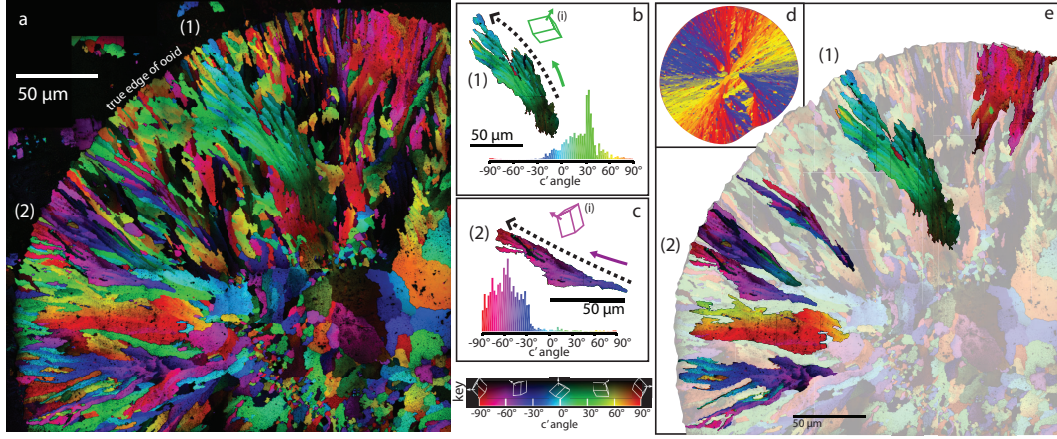 a
(1)
true edge of ooid
50 μm
(2)
b
(i)
(1)
50 μm
-90° -60° -30° 0° 30° 60° 90°
c' angle
c
(i)
(2)
50 μm
-90° -60° -30° 0° 30° 60° 90°
c' angle
key
-90° -60° -30° 0° 30° 60° 90°
c' angle
d
e
(1)
(2)
50 μm